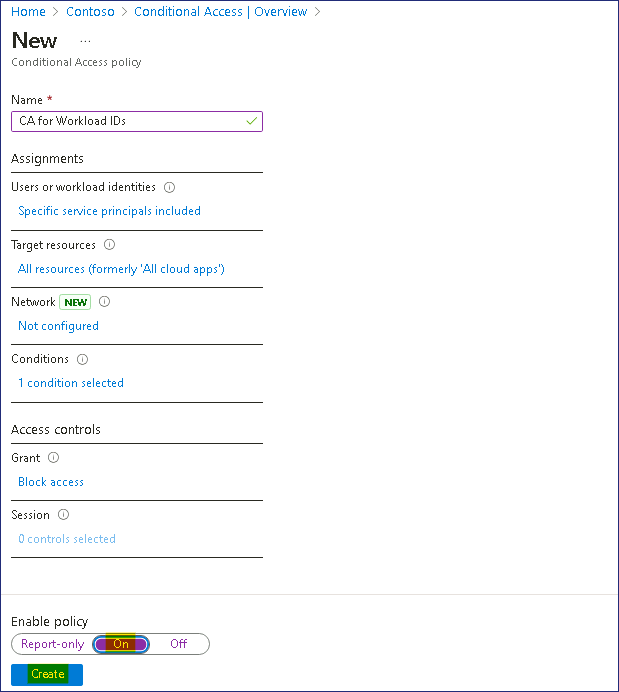 Home > Contoso > Conditional Access | Overview >
New ...
Conditional Access policy
Name *
CA for Workload IDs
Assignments
Users or workload identities
Specific service principals included
Target resources
All resources (formerly 'All cloud apps')
Network NEW
Not configured
Conditions
1 condition selected
Access controls
Grant
Block access
Session
0 controls selected
Enable policy
Report-only On Off
Create